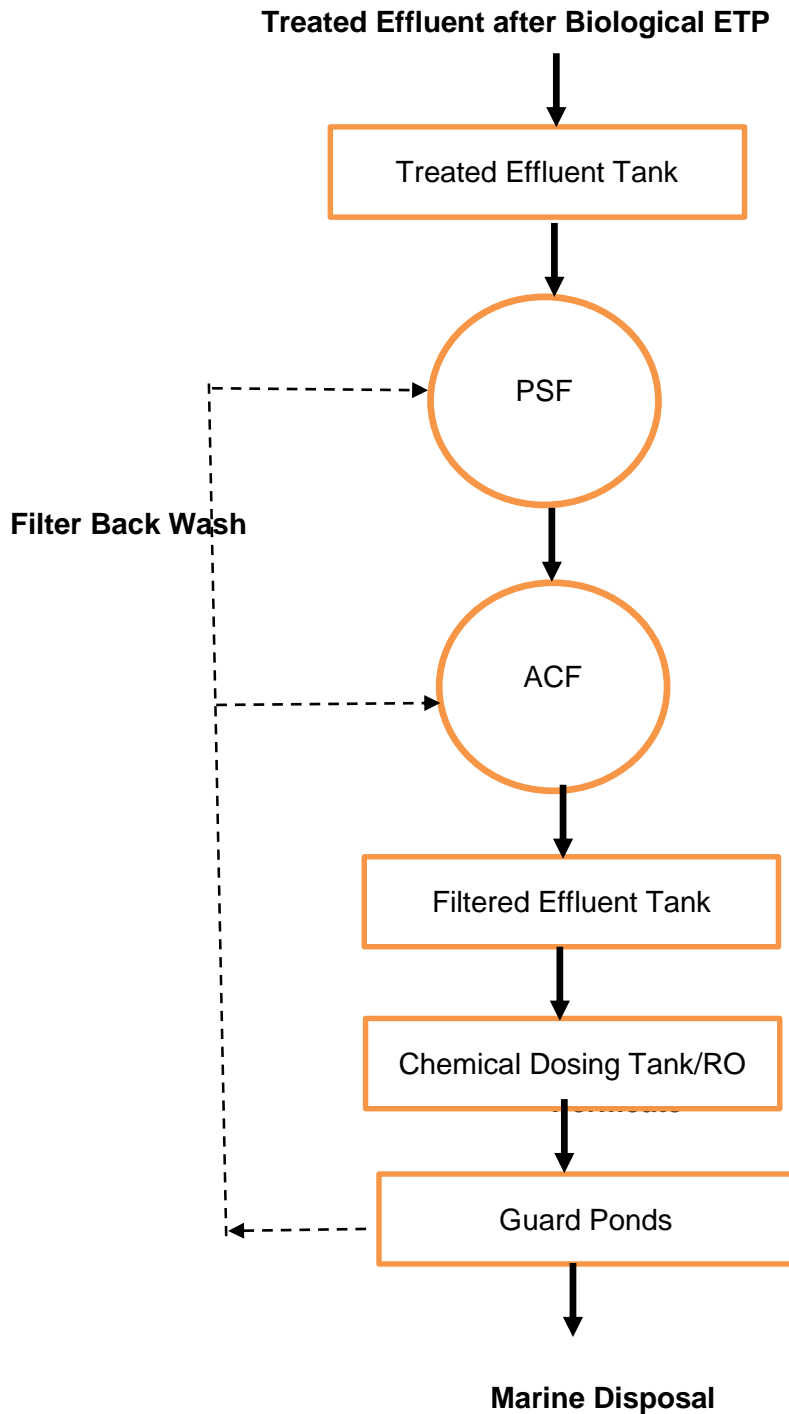 Treated Effluent after Biological ETP
Treated Effluent Tank
PSF
Filter Back Wash
ACF
Filtered Effluent Tank
Chemical Dosing Tank/RO
Guard Ponds
Marine Disposal